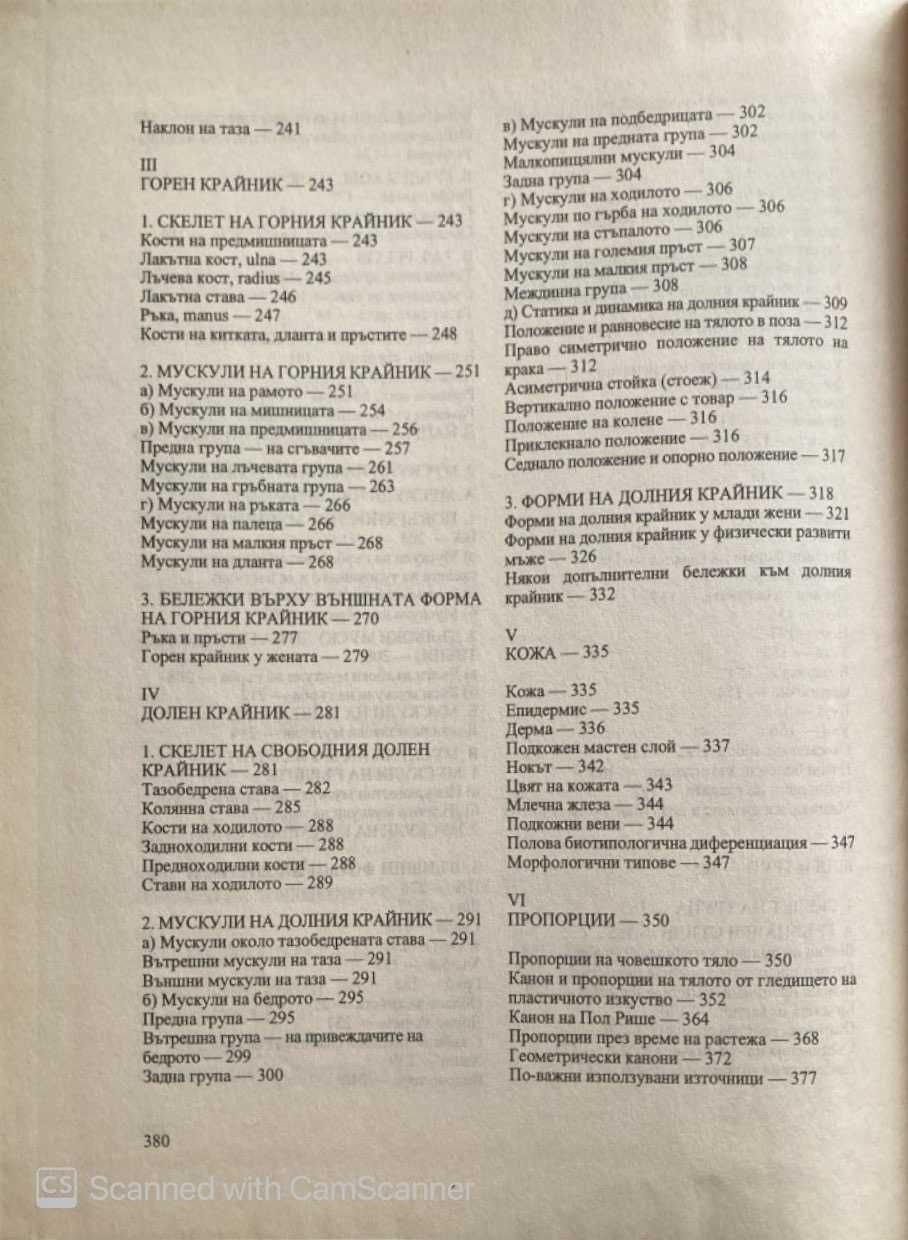 Наклон на таза — 241
III
ГОРЕН КРАЙНИК — 243
1. СКЕЛЕТ НА ГОРНИЯ КРАЙНИК — 243
Кости на предмишницата — 243
Лакътна кост, ulna — 243
Лъчева кост, radius — 245
Лакътна става — 246
Ръка, manus — 247
Кости на китката, дланта и пръстите — 248
2. МУСКУЛИ НА ГОРНИЯ КРАЙНИК — 251
а) Мускули на рамото — 251
б) Мускули на мишницата — 254
в) Мускули на предмишницата — 256
Предна група — на сгъвачите — 257
Мускули на лъчевата група — 261
Мускули на гръбната група — 263
г) Мускули на ръката — 266
Мускули на палеца — 266
Мускули на малкия пръст — 268
Мускули на дланта — 268
3. БЕЛЕЖКИ ВЪРХУ ВЪНШНАТА ФОРМА
НА ГОРНИЯ КРАЙНИК — 270
Ръка и пръсти — 277
Горен крайник у жената — 279
IV
ДОЛЕН КРАЙНИК — 281
1. СКЕЛЕТ НА СВОБОДНИЯ ДОЛЕН
КРАЙНИК — 281
Тазобедрена става — 282
Колянна става — 285
Кости на ходилото — 288
Задноходилни кости — 288
Предноходилни кости — 288
Стави на ходилото — 289
2. МУСКУЛИ НА ДОЛНИЯ КРАЙНИК — 291
а) Мускули около тазобедрената става — 291
Вътрешни мускули на таза — 291
Външни мускули на таза — 291
б) Мускули на бедрото — 295
Предна група — 295
Вътрешна група — на привеждачите на
бедрото — 299
Задна група — 300
380
в) Мускули на подбедрицата — 302
Мускули на предната група — 302
Малкопищялни мускули — 304
Задна група — 304
г) Мускули на ходилото — 306
Мускули по гърба на ходилото — 306
Мускули на стъпалото — 306
Мускули на големия пръст — 307
Мускули на малкия пръст — 308
Междинна група — 308
д) Статика и динамика на долния крайник — 309
Положение и равновесие на тялото в поза — 312
Право симетрично положение на тялото на
крака — 312
Асиметрична стойка (стоеж) — 314
Вертикално положение с товар — 316
Положение на колене — 316
Приклекнало положение — 316
Седнало положение и опорно положение — 317
3. ФОРМИ НА ДОЛНИЯ КРАЙНИК — 318
Форми на долния крайник у млади жени — 321
Форми на долния крайник у физически развити
мъже — 326
Някои допълнителни бележки към долния
крайник — 332
V
КОЖА — 335
Кожа — 335
Епидермис — 335
Дерма — 336
Подкожен мастен слой — 337
Нокът — 342
Цвят на кожата — 343
Млечна жлеза — 344
Подкожни вени — 344
Полова биотипологична диференциация — 347
Морфологични типове — 347
VI
ПРОПОРЦИИ — 350
Пропорции на човешкото тяло — 350
Канон и пропорции на тялото от гледището на
пластичното изкуство — 352
Канон на Пол Рише — 364
Пропорции през време на растежа — 368
Геометрически канони — 372
По-важни използувани източници — 377
CS Scanned with CamScanner